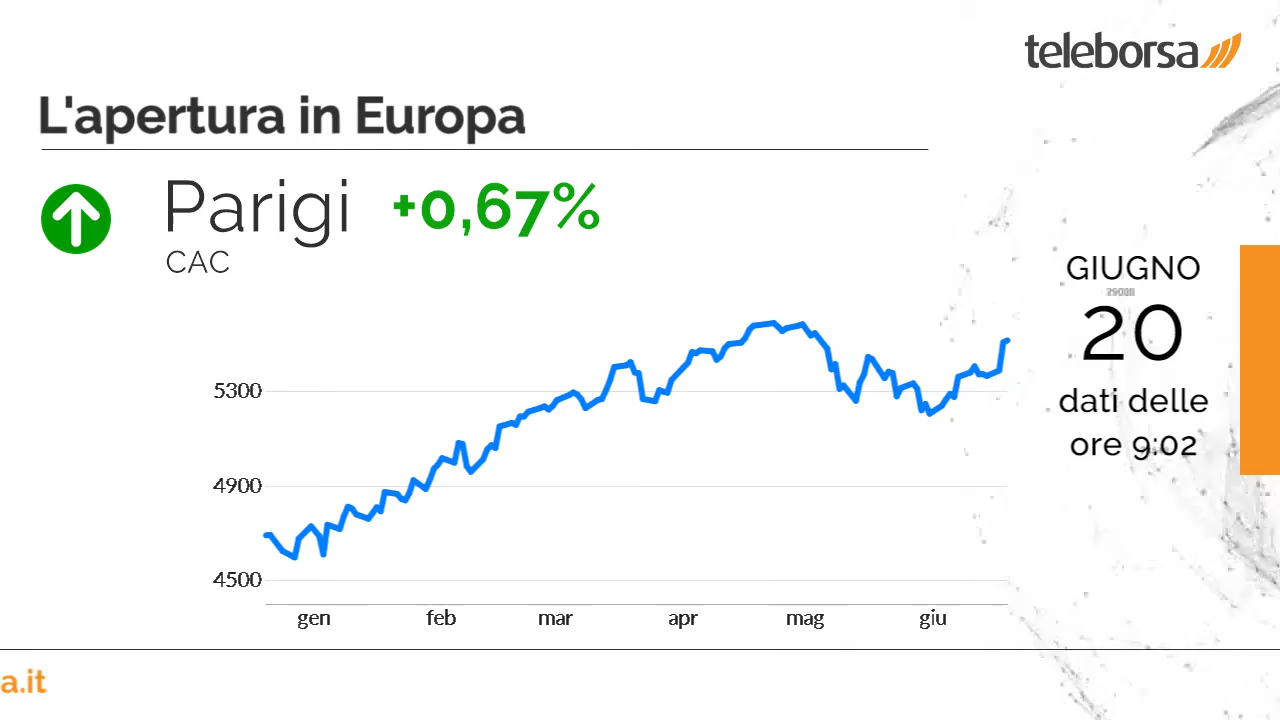 teleborsa
L'apertura in Europa
Parigi +0,67%
CAC
GIUGNO
20
dati delle
ore 9:02
5300
4900
4500
gen feb mar apr mag giu
a.it